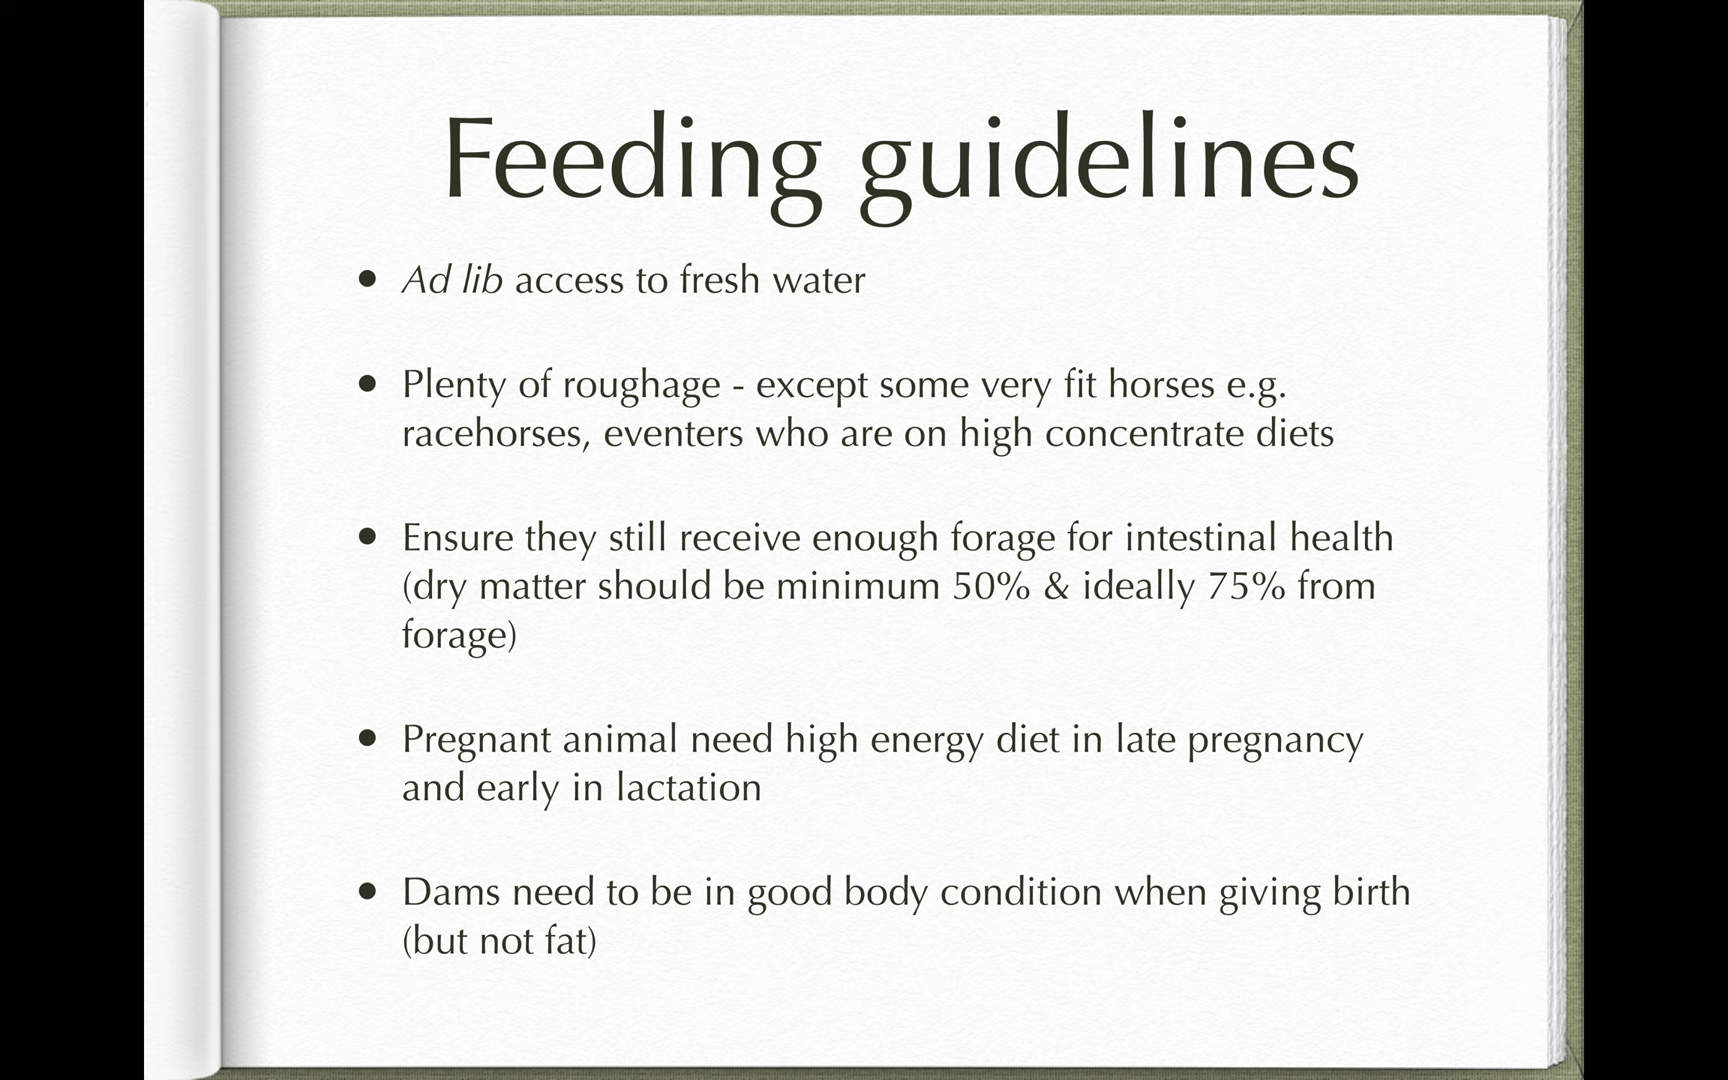 Feeding guidelines
• Ad lib access to fresh water
• Plenty of roughage - except some very fit horses e.g.
racehorses, eventers who are on high concentrate diets
• Ensure they still receive enough forage for intestinal health
(dry matter should be minimum 50% & ideally 75% from
forage)
• Pregnant animal need high energy diet in late pregnancy
and early in lactation
• Dams need to be in good body condition when giving birth
(but not fat)